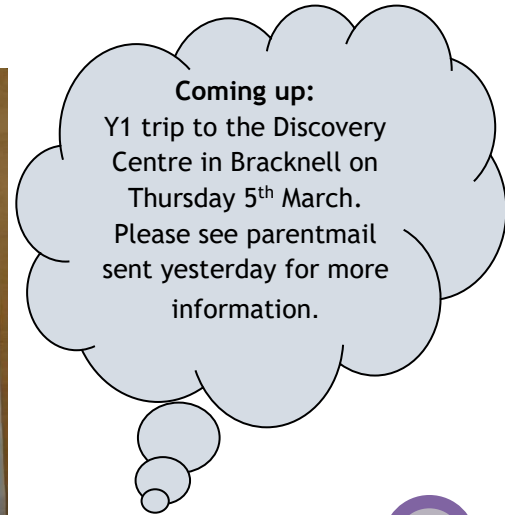 Coming up:
Y1 trip to the Discovery
Centre in Bracknell on
Thursday 5th March.
Please see parentmail
sent yesterday for more
information.